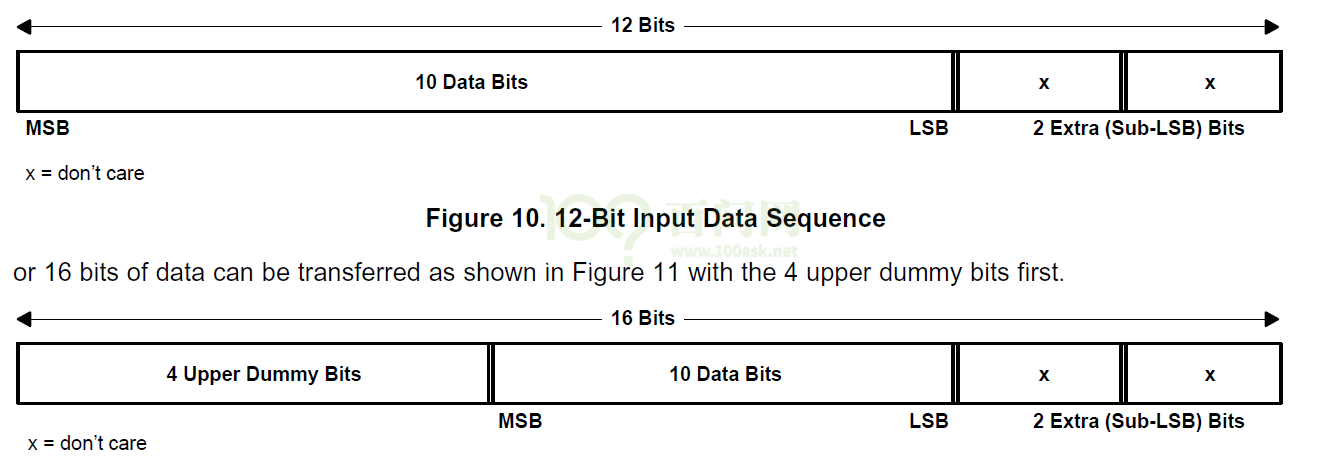 12 Bits
10 Data Bits x x
MSB LSB 2 Extra (Sub-LSB) Bits
x = don’t care
Figure 10. 12-Bit Input Data Sequence
100 百问网
www.100ask.net
or 16 bits of data can be transferred as shown in Figure 11 with the 4 upper dummy bits first.
16 Bits
4 Upper Dummy Bits 10 Data Bits x x
MSB LSB 2 Extra (Sub-LSB) Bits
x = don’t care